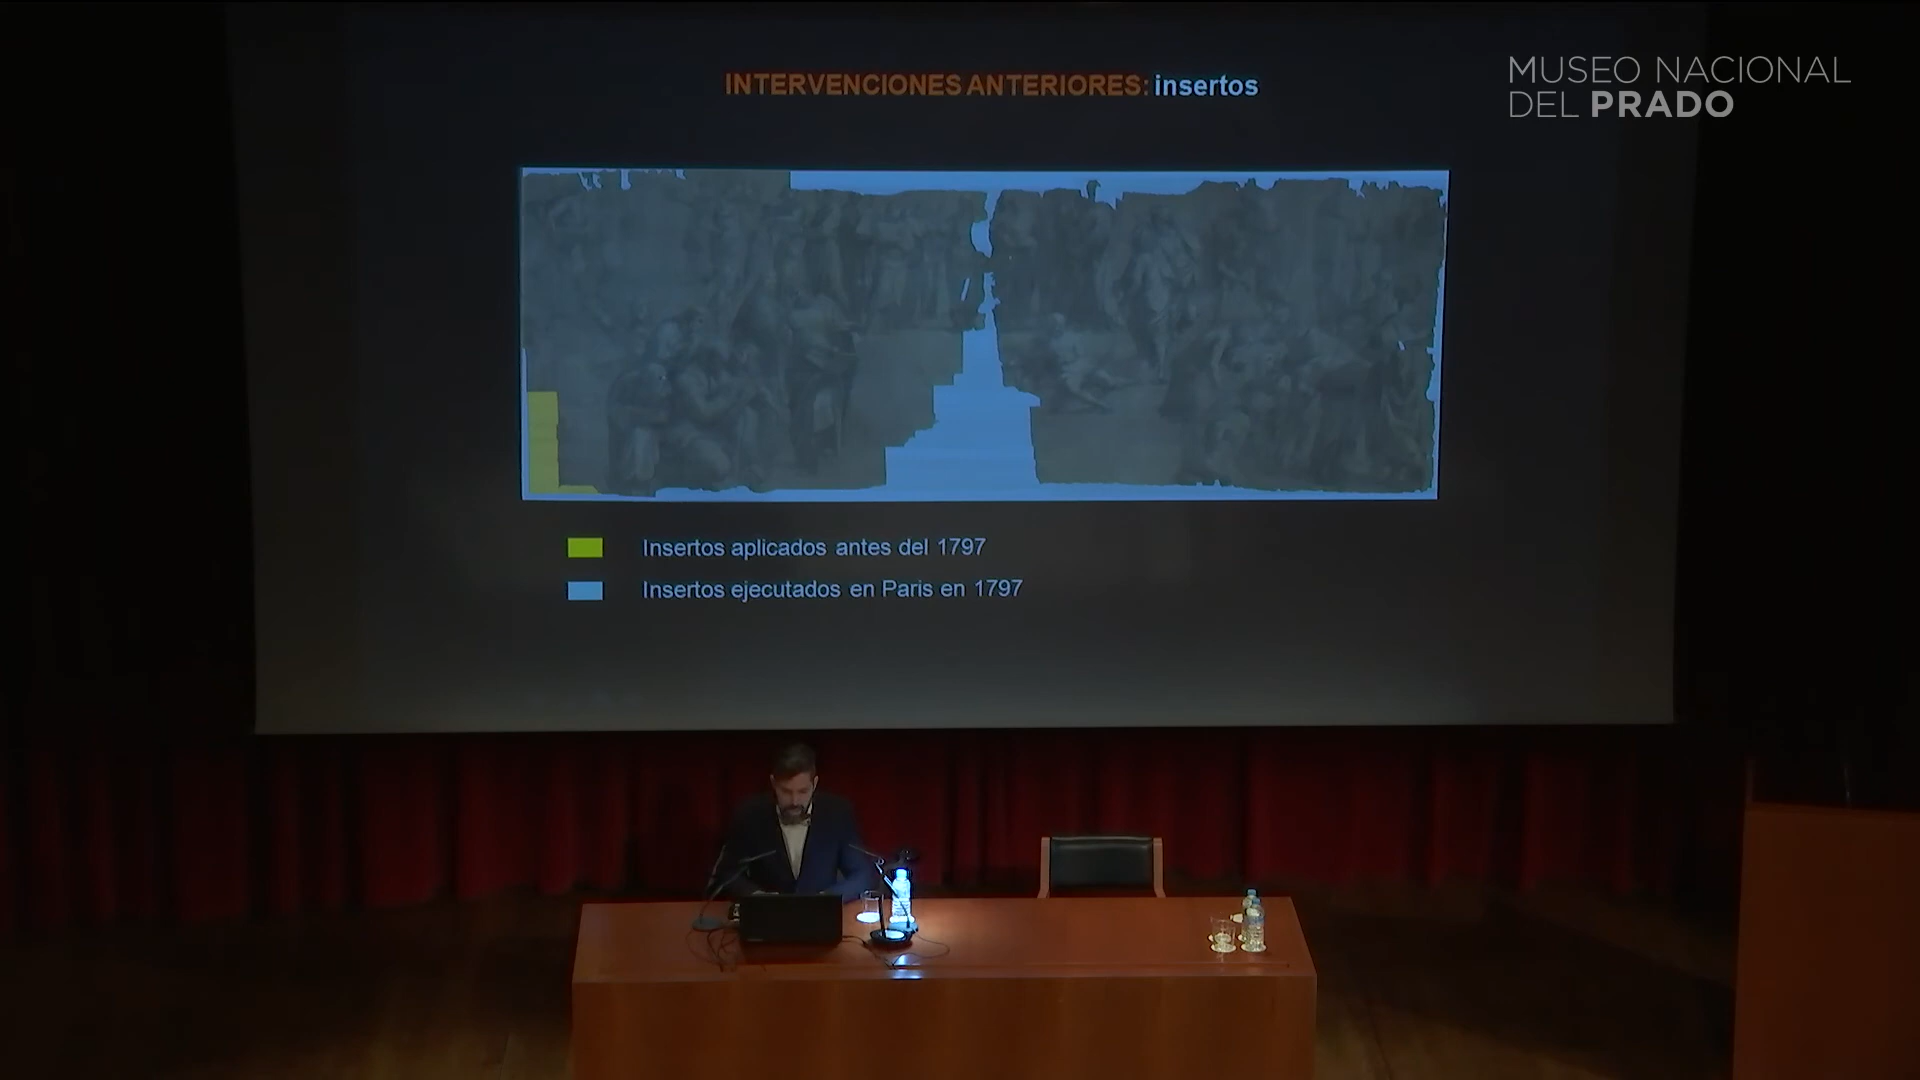 INTERVENCIONES ANTERIORES: insertos
MUSEO NACIONAL
DEL PRADO
Insertos aplicados antes del 1797
Insertos ejecutados en Paris en 1797